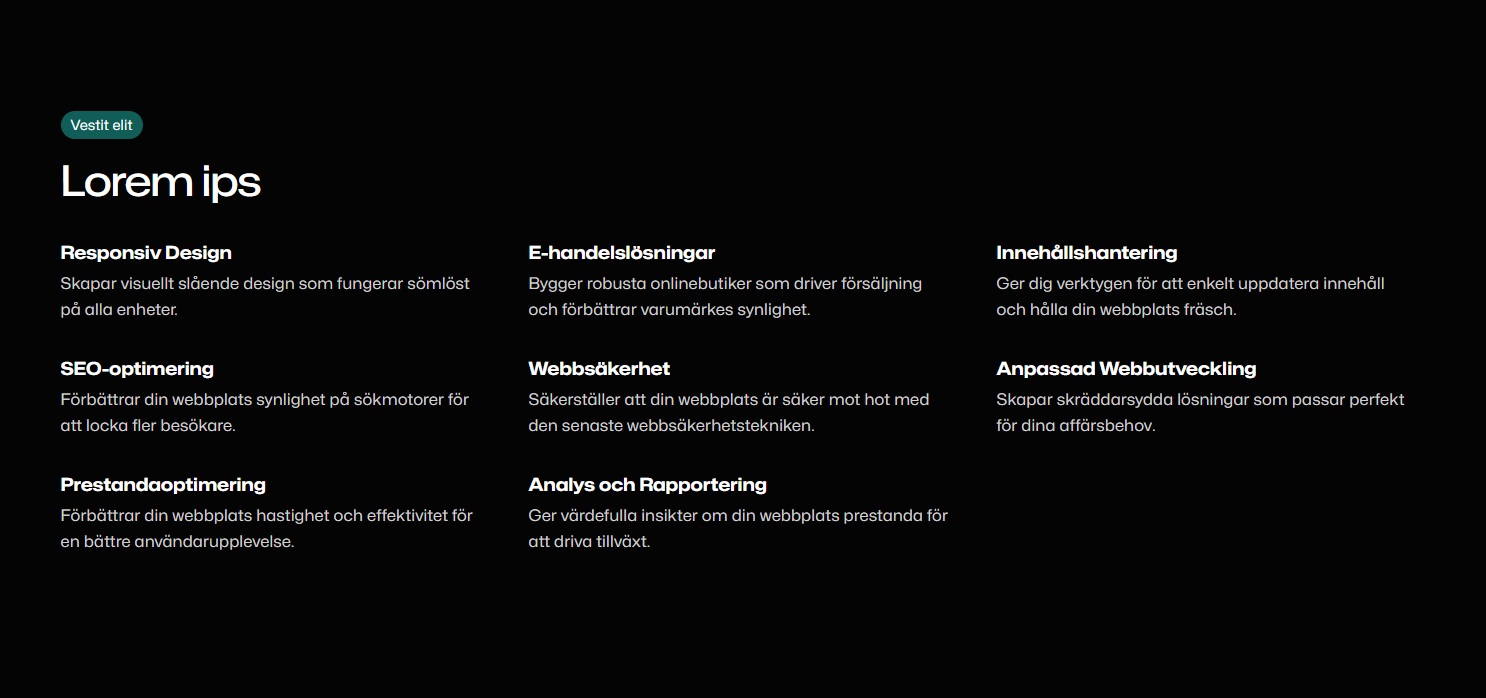 Vestit elit
Lorem ips
Responsiv Design
Skapar visuellt slående design som fungerar sömlöst
på alla enheter.
E-handelslösningar
Bygger robusta onlinebutiker som driver försäljning
och förbättrar varumärkes synlighet.
Innehållshantering
Ger dig verktygen för att enkelt uppdatera innehåll
och hålla din webbplats fräsch.
SEO-optimering
Förbättrar din webbplats synlighet på sökmotorer för
att locka fler besökare.
Webbsäkerhet
Säkerställer att din webbplats är säker mot hot med
den senaste webbsäkerhetstekniken.
Anpassad Webbutveckling
Skapar skräddarsydda lösningar som passar perfekt
för dina affärsbehov.
Prestandaoptimering
Förbättrar din webbplats hastighet och effektivitet för
en bättre användarupplevelse.
Analys och Rapportering
Ger värdefulla insikter om din webbplats prestanda för
att driva tillväxt.